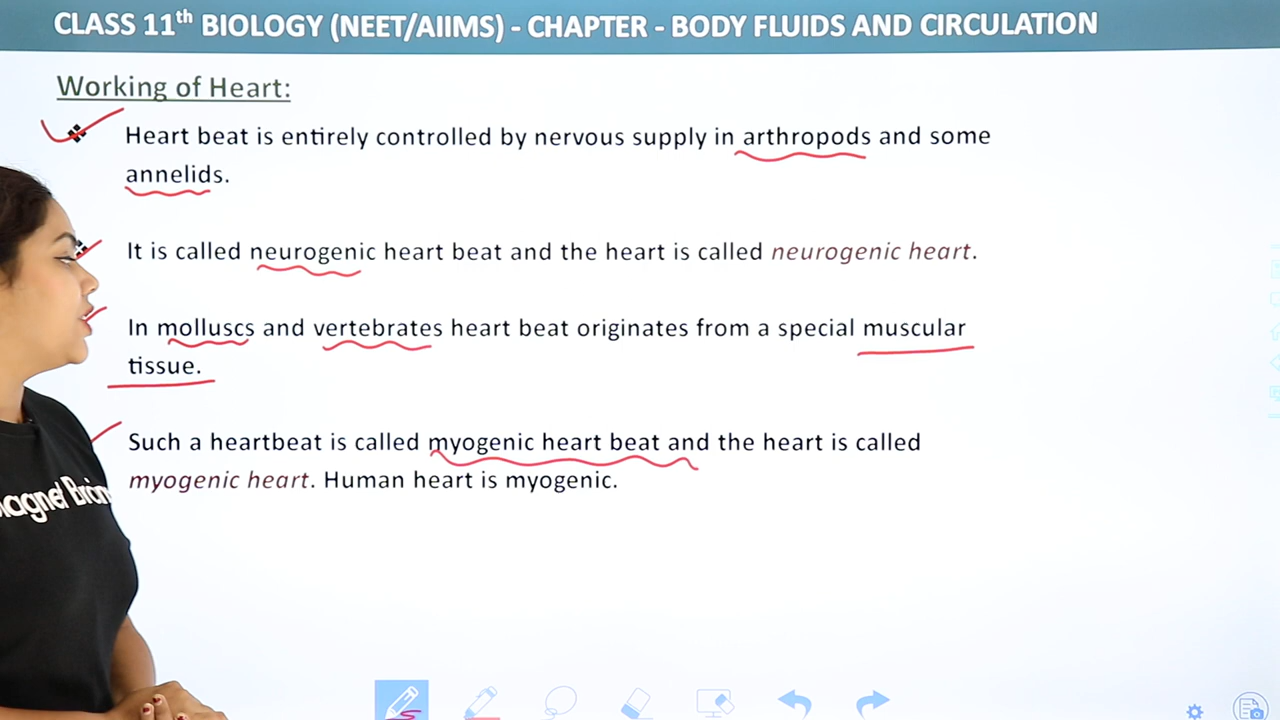 CLASS 11th BIOLOGY (NEET/AIIMS) - CHAPTER - BODY FLUIDS AND CIRCULATION
Working of Heart:
Heart beat is entirely controlled by nervous supply in arthropods and some
annelids.
It is called neurogenic heart beat and the heart is called neurogenic heart.
In molluscs and vertebrates heart beat originates from a special muscular
tissue.
Such a heartbeat is called myogenic heart beat and the heart is called
myogenic heart. Human heart is myogenic.